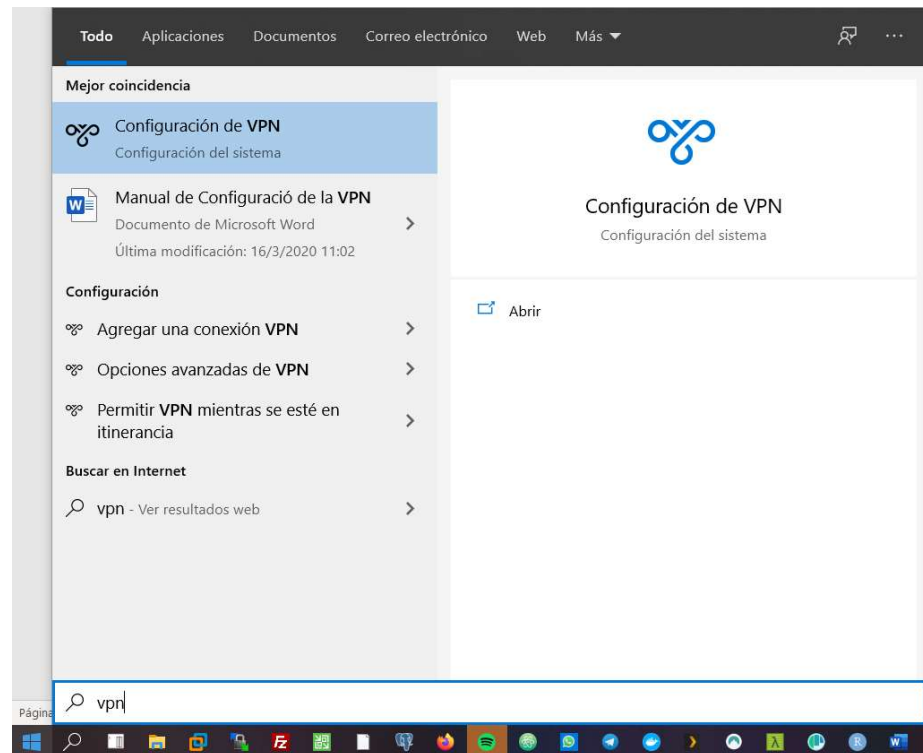 Todo Aplicaciones Documentos Correo electrónico Web Más
Mejor coincidencia
Configuración de VPN
Configuración del sistema
Manual de Configuració de la VPN
Documento de Microsoft Word
Última modificación: 16/3/2020 11:02
Configuración
Agregar una conexión VPN
Opciones avanzadas de VPN
Permitir VPN mientras se esté en
itinerancia
Buscar en Internet
vpn - Ver resultados web
Configuración de VPN
Configuración del sistema
Abrir
Página
vpn